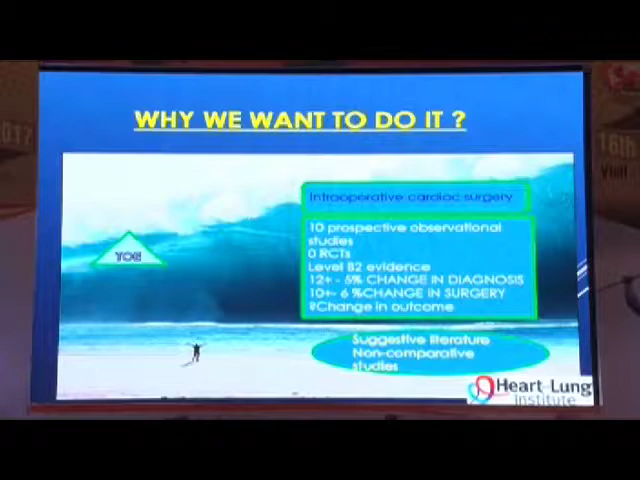 WHY WE WANT TO DO IT ?
Intraoperative cardiac surgery
10 prospective observational
studies
0 RCTs
Level B2 evidence
12+ - 5% CHANGE IN DIAGNOSIS
10+- 6 %CHANGE IN SURGERY
?Change in outcome
TOE
Suggestive literature
Non-comparative
studies
Heart Lung
Institute
2017
16th